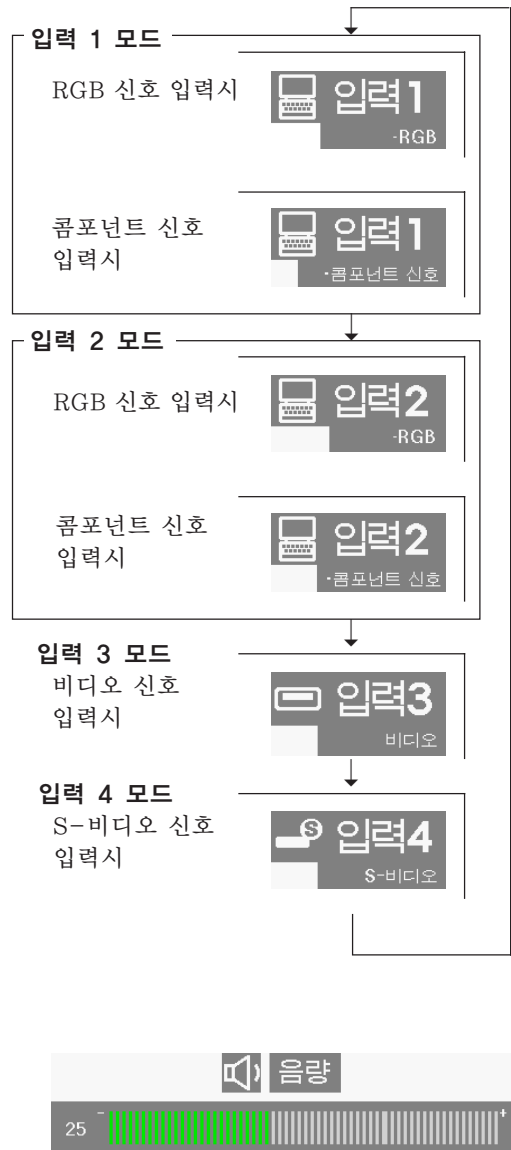 입력 1 모드
RGB 신호 입력시
입력1
·RGB
콤포넌트 신호
입력시
입력1
·콤포넌트 신호
입력 2 모드
RGB 신호 입력시
입력2
·RGB
콤포넌트 신호
입력시
입력2
·콤포넌트 신호
입력 3 모드
비디오 신호
입력시
입력3
비디오
입력 4 모드
S-비디오 신호
입력시
S
입력4
S-비디오
음량
25 - +